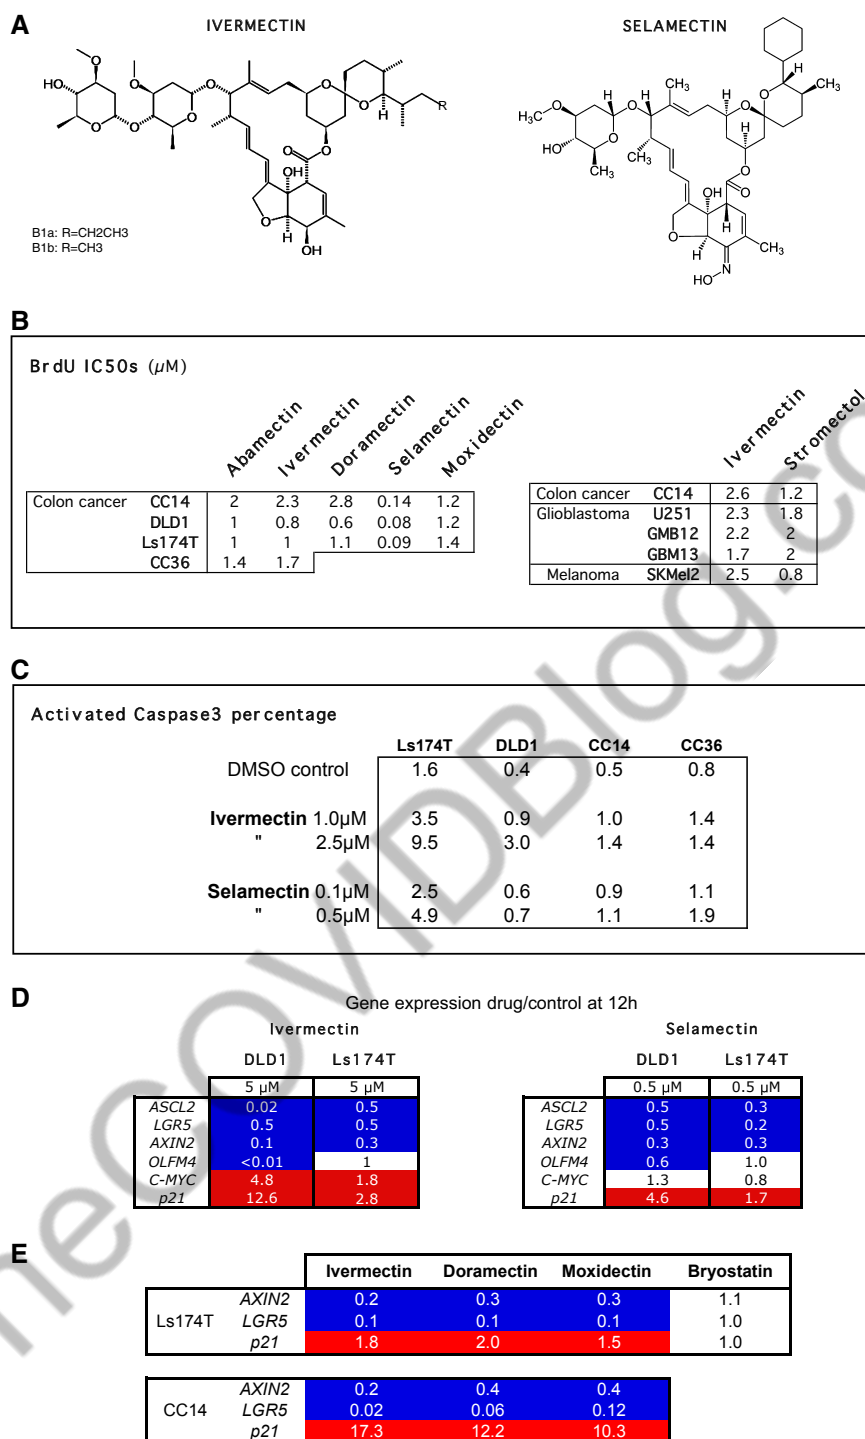 A
IVERMECTIN
SELAMECTIN
B1a: R=CH2CH3
B1b: R=CH3
B
BrdU IC50s (µM)
Abamectin Ivermectin Doramectin Selamectin Moxidectin
Colon cancer CC14 2 2.3 2.8 0.14 1.2
DLD1 1 0.8 0.6 0.08 1.2
Ls174T 1 1 1.1 0.09 1.4
CC36 1.4 1.7
Ivermectin Stromectol
Colon cancer CC14 2.6 1.2
Glioblastoma U251 2.3 1.8
GMB12 2.2 2
GBM13 1.7 2
Melanoma SKMel2 2.5 0.8
C
Activated Caspase3 percentage
Ls174T DLD1 CC14 CC36
DMSO control 1.6 0.4 0.5 0.8
Ivermectin 1.0µM 3.5 0.9 1.0 1.4
" 2.5µM 9.5 3.0 1.4 1.4
Selamectin 0.1µM 2.5 0.6 0.9 1.1
" 0.5µM 4.9 0.7 1.1 1.9
D
Gene expression drug/control at 12h
Ivermectin
DLD1 Ls174T
5 µM 5 µM
ASCL2 0.02 0.5
LGR5 0.5 0.5
AXIN2 0.1 0.3
OLFM4 <0.01 1
C-MYC 4.8 1.8
p21 12.6 2.8
Selamectin
DLD1 Ls174T
0.5 µM 0.5 µM
ASCL2 0.5 0.3
LGR5 0.5 0.2
AXIN2 0.3 0.3
OLFM4 0.6 1.0
C-MYC 1.3 0.8
p21 4.6 1.7
E
Ivermectin Doramectin Moxidectin Bryostatin
Ls174T
AXIN2 0.2 0.3 0.3 1.1
LGR5 0.1 0.1 0.1 1.0
p21 1.8 2.0 1.5 1.0
CC14
AXIN2 0.2 0.4 0.4
LGR5 0.02 0.06 0.12
p21 17.3 12.2 10.3